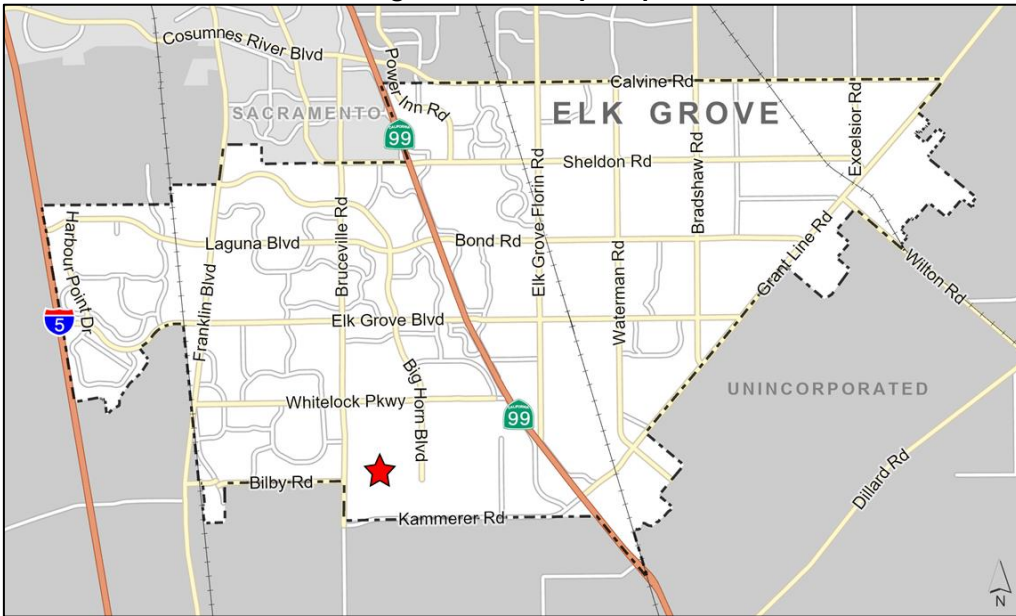 Cosumnes River Blvd
Power Inn Rd
Calvine Rd
SACRAMENTO
ELK GROVE
CALIFORNIA
99
Sheldon Rd
Excelsior Rd
Bradshaw Rd
Elk Grove Florin Rd
Bruceville Rd
Harbour Point Dr
Laguna Blvd
Bond Rd
Waterman Rd
Grant Line Rd
Wilton Rd
Franklin Blvd
5
Elk Grove Blvd
Big Horn Blvd
UNINCORPORATED
Whitelock Pkwy
CALIFORNIA
99
Bilby Rd
Kammerer Rd
Dillard Rd
N